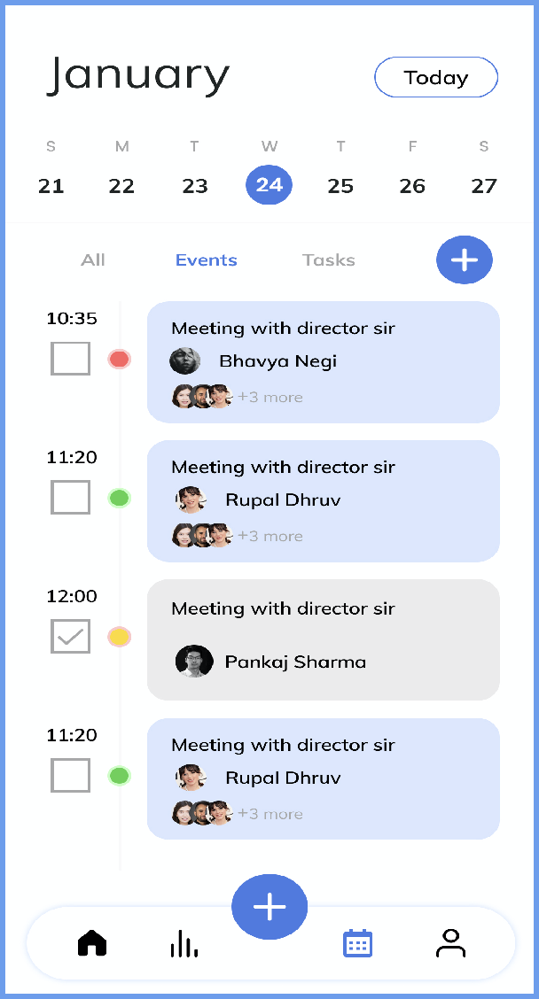 January
Today
S M T W T F S
21 22 23 24 25 26 27
All Events Tasks
10:35
Meeting with director sir
Bhavya Negi
+3 more
11:20
Meeting with director sir
Rupal Dhruv
+3 more
12:00
Meeting with director sir
Pankaj Sharma
11:20
Meeting with director sir
Rupal Dhruv
+3 more